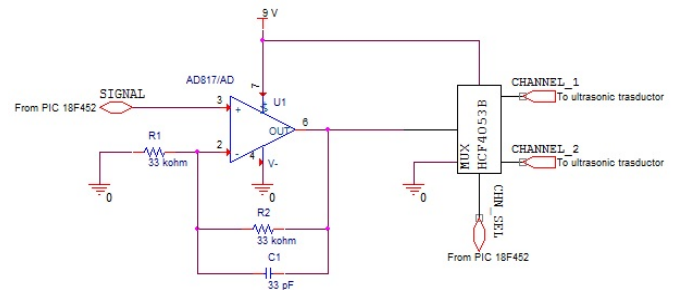 9 V
AD817/AD
SIGNAL
From PIC 18F452
3
+
7
$
U1
OUT
6
2
-
4
V-
R1
33 kohm
0
0
R2
33 kohm
C1
33 pF
0
MUX
HCF4053B
CHANNEL_1
To ultrasonic trasductor
CHANNEL_2
To ultrasonic trasductor
CHN_SEL
From PIC 18F452